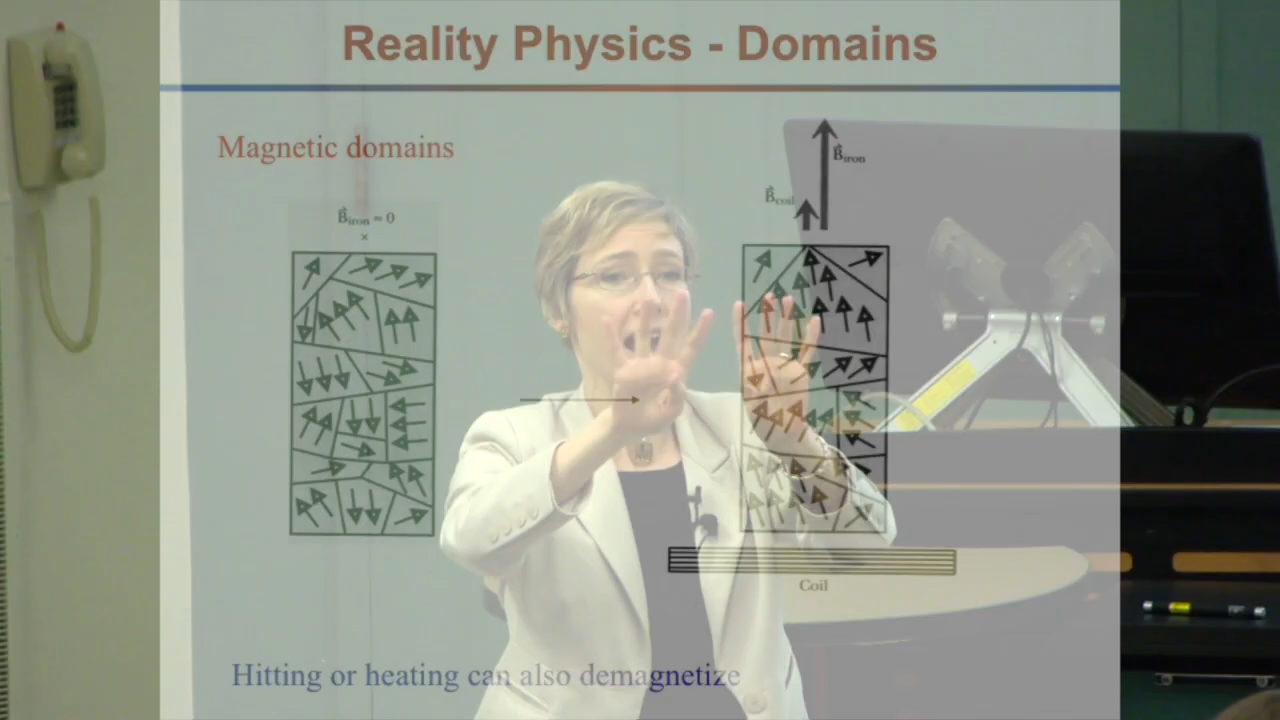 Reality Physics - Domains
Magnetic domains
B⃗iron ≈ 0
×
B⃗iron
B⃗coil
Coil
Hitting or heating can also demagnetize